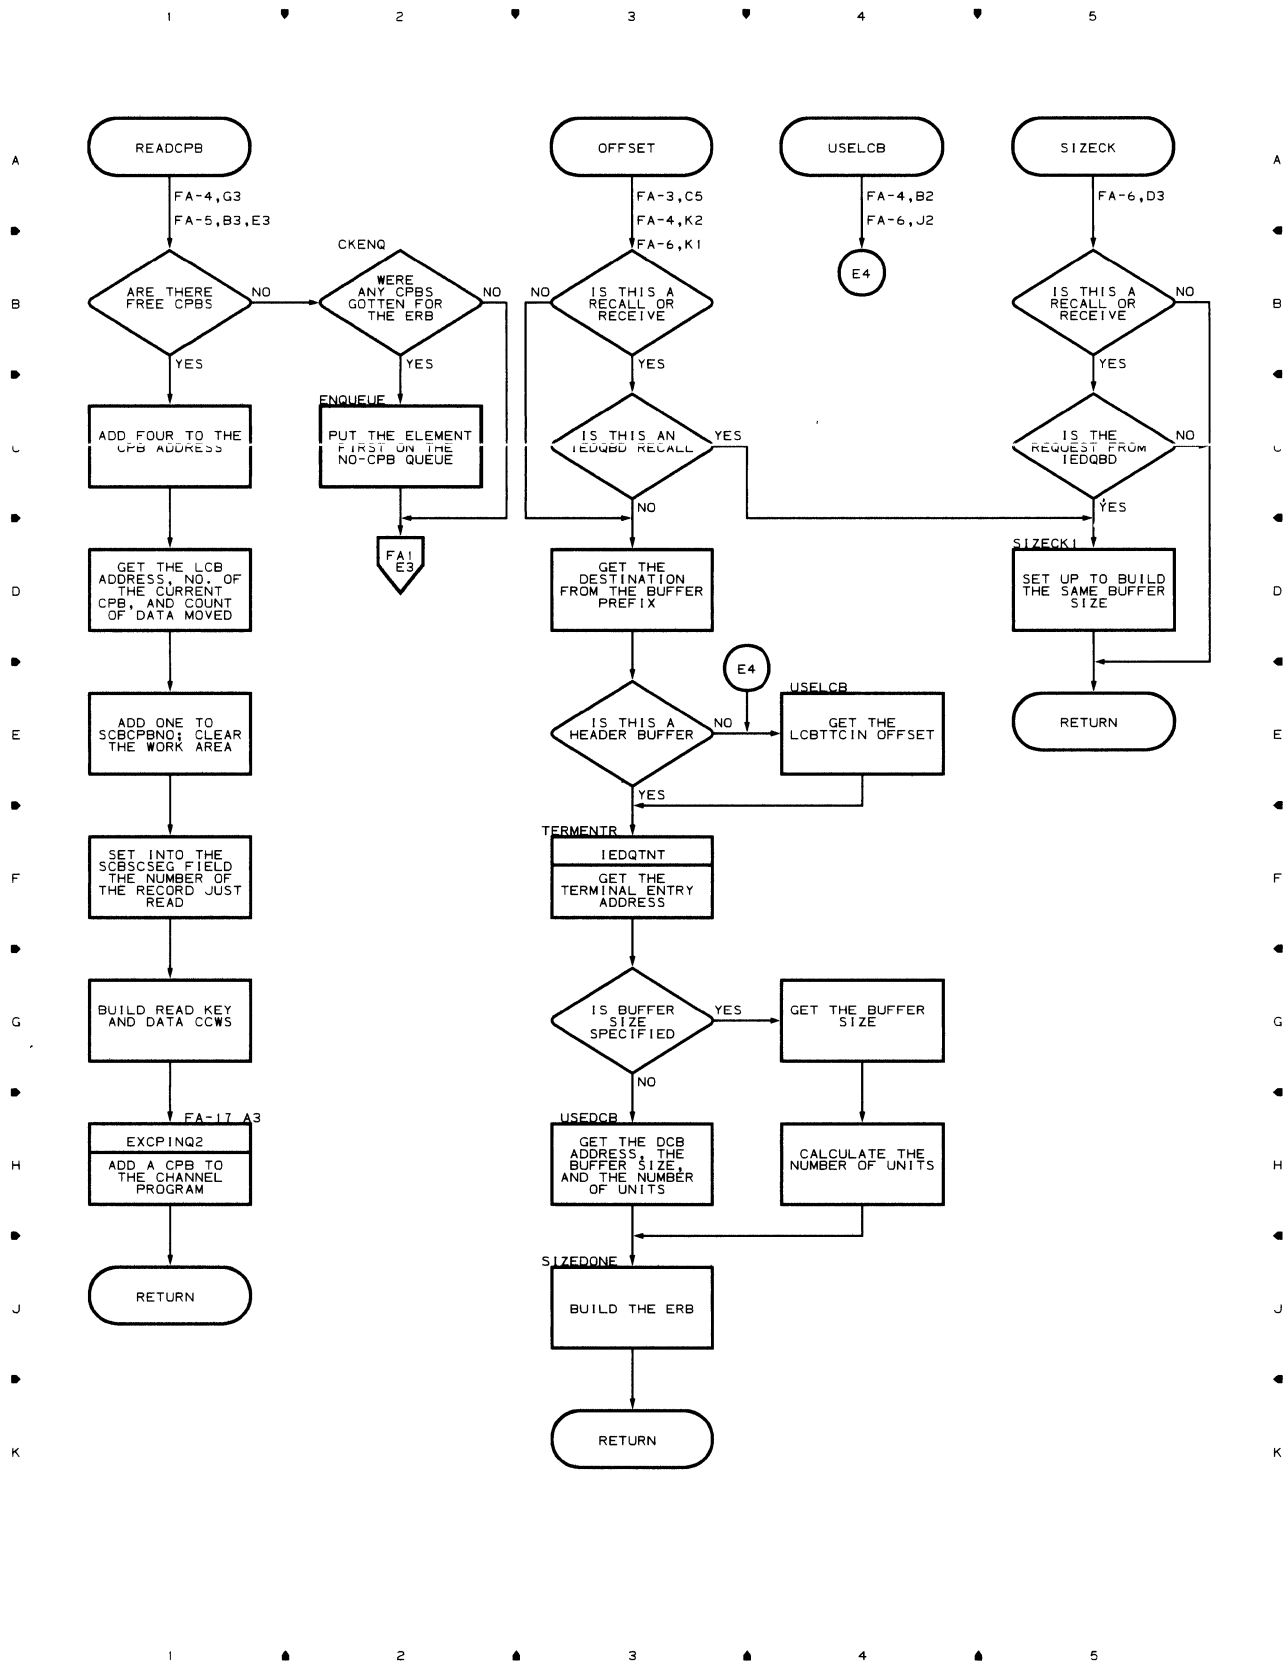 1 2 3 4 5
A READCPB OFFSET USELCB SIZECK A
FA-4,G3
FA-5,B3,E3
FA-3,C5
FA-4,K2
FA-6,K1
FA-4,B2
FA-6,J2
FA-6,D3
CKENQ
B
ARE THERE
FREE CPBS
NO
YES
WERE
ANY CPBS
GOTTEN FOR
THE ERB
NO
YES
NO
IS THIS A
RECALL OR
RECEIVE
YES
E4
IS THIS A
RECALL OR
RECEIVE
NO
YES
B
C
ADD FOUR TO THE
CPB ADDRESS
ENQUEUE
PUT THE ELEMENT
FIRST ON THE
NO-CPB QUEUE
IS THIS AN
IEDQBD RECALL
YES
NO
IS THE
REQUEST FROM
IEDQBD
NO
YES
C
D
GET THE LCB
ADDRESS, NO. OF
THE CURRENT
CPB, AND COUNT
OF DATA MOVED
FA1
E3
GET THE
DESTINATION
FROM THE BUFFER
PREFIX
SIZECK1
SET UP TO BUILD
THE SAME BUFFER
SIZE
D
E
ADD ONE TO
SCBCPBNO; CLEAR
THE WORK AREA
IS THIS A
HEADER BUFFER
NO
YES
E4
USELCB
GET THE
LCBTTCIN OFFSET
RETURN
E
F
SET INTO THE
SCBSCSEG FIELD
THE NUMBER OF
THE RECORD JUST
READ
TERMENTR
IEDQTNT
GET THE
TERMINAL ENTRY
ADDRESS
F
G
BUILD READ KEY
AND DATA CCWS
IS BUFFER
SIZE
SPECIFIED
YES
NO
GET THE BUFFER
SIZE
G
H
FA-17 A3
EXCPINQ2
ADD A CPB TO
THE CHANNEL
PROGRAM
USEDCB
GET THE DCB
ADDRESS, THE
BUFFER SIZE,
AND THE NUMBER
OF UNITS
CALCULATE THE
NUMBER OF UNITS
H
J
RETURN
SIZEDONE
BUILD THE ERB
J
K
RETURN
K
1 2 3 4 5